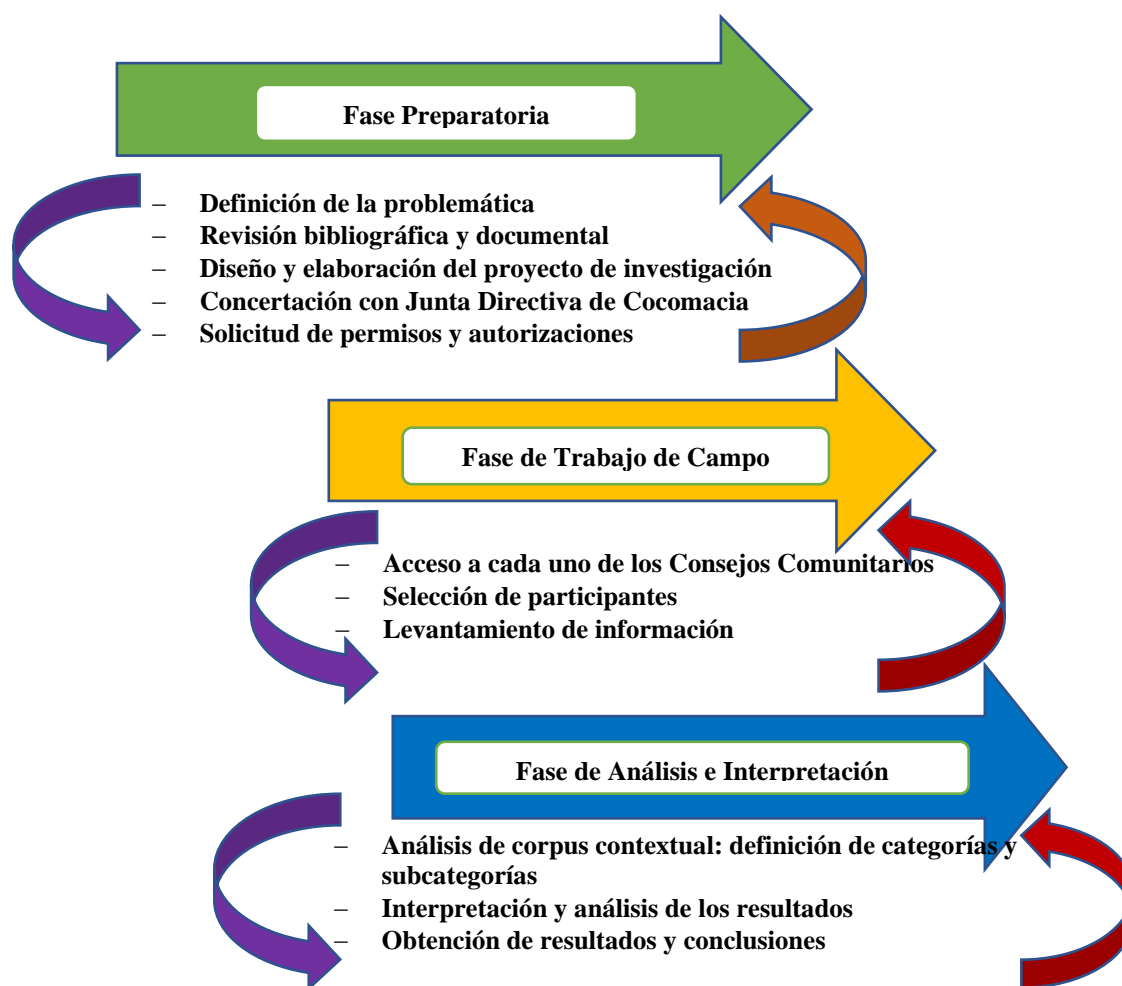 Fase Preparatoria
– Definición de la problemática
– Revisión bibliográfica y documental
– Diseño y elaboración del proyecto de investigación
– Concertación con Junta Directiva de Cocomacia
– Solicitud de permisos y autorizaciones
Fase de Trabajo de Campo
– Acceso a cada uno de los Consejos Comunitarios
– Selección de participantes
– Levantamiento de información
Fase de Análisis e Interpretación
– Análisis de corpus contextual: definición de categorías y
subcategorías
– Interpretación y análisis de los resultados
– Obtención de resultados y conclusiones